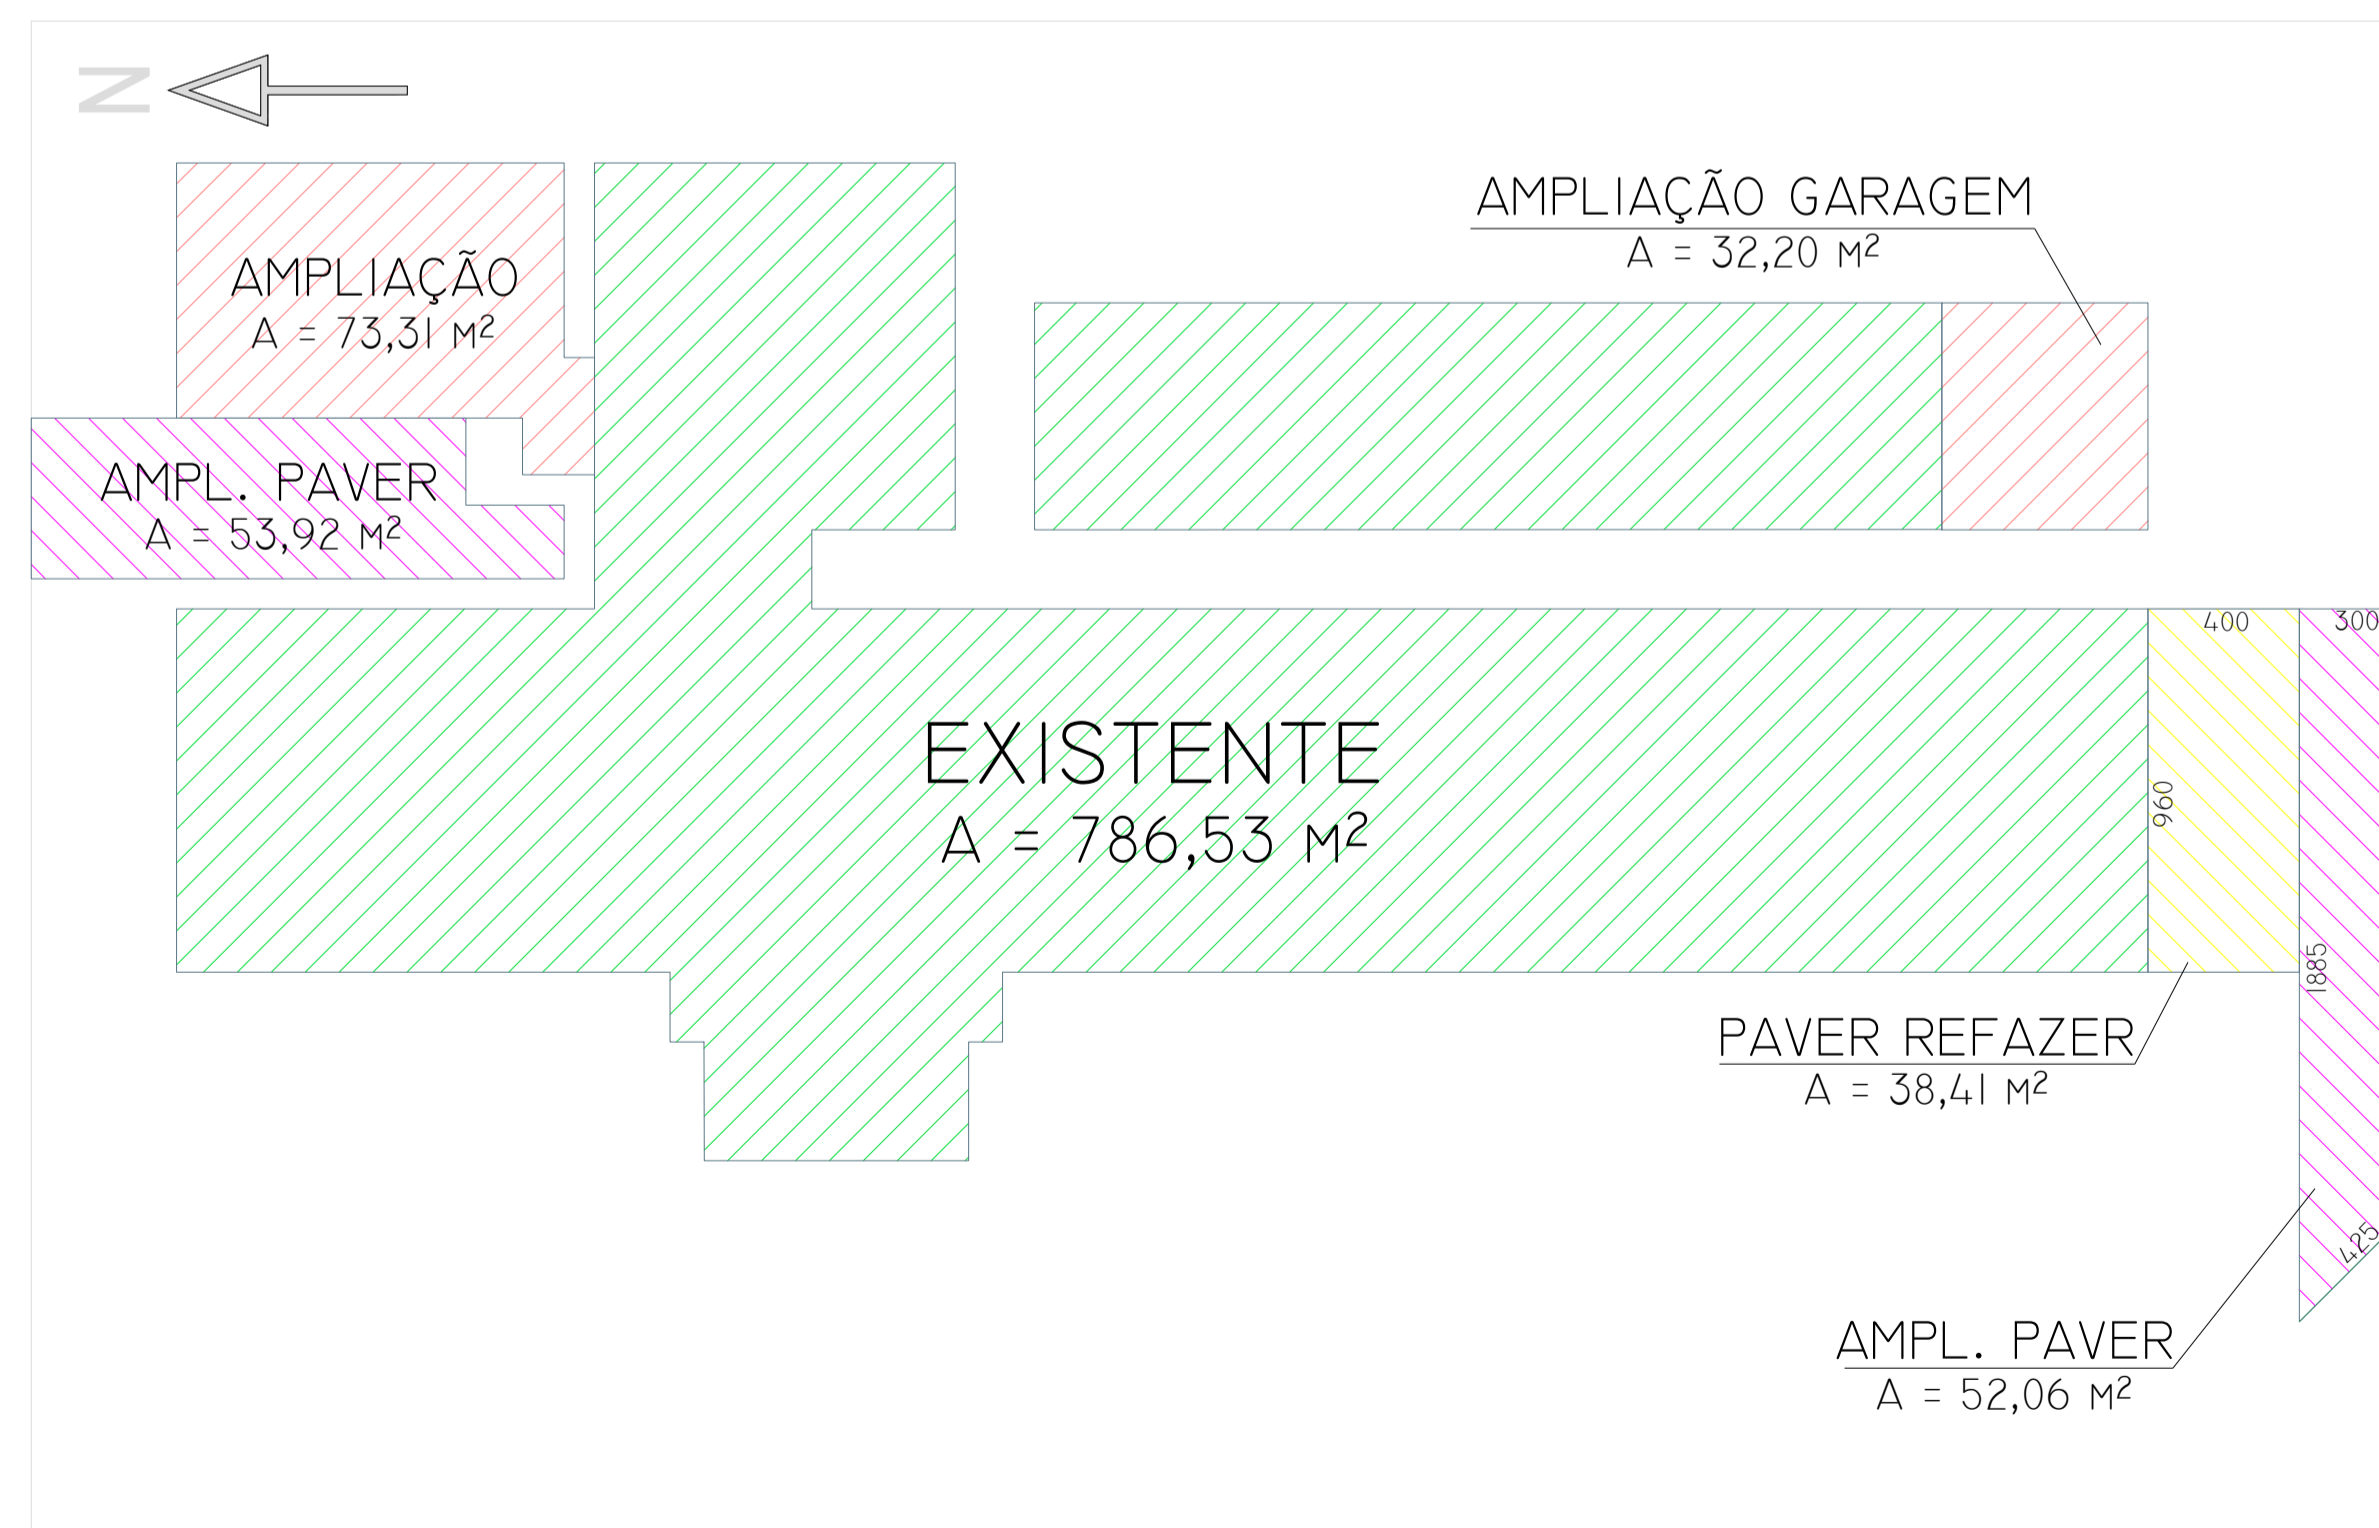 N
AMPLIAÇÃO GARAGEM
A = 32,20 M²
AMPLIAÇÃO
A = 73,31 M²
AMPL. PAVER
A = 53,92 M²
400
300
EXISTENTE
A = 786,53 M²
960
1885
PAVER REFAZER
A = 38,41 M²
425
AMPL. PAVER
A = 52,06 M²